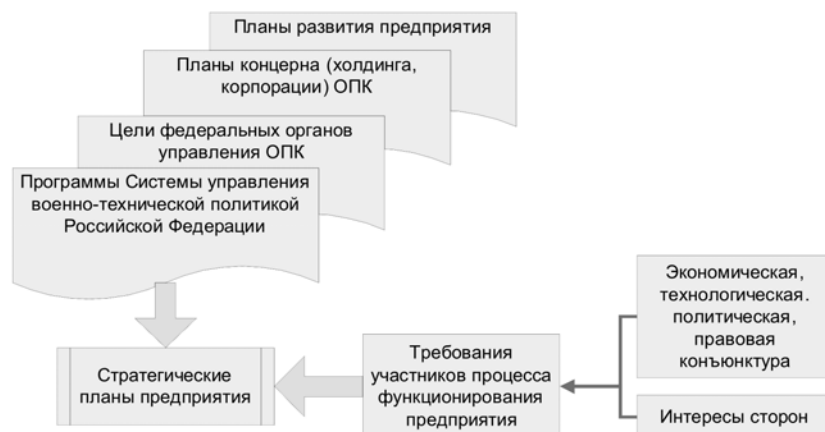 Планы развития предприятия
Планы концерна (холдинга,
корпорации) ОПК
Цели федеральных органов
управления ОПК
Программы Системы управления
военно-технической политикой
Российской Федерации
Стратегические
планы предприятия
Требования
участников процесса
функционирования
предприятия
Экономическая,
технологическая.
политическая,
правовая
конъюнктура
Интересы сторон